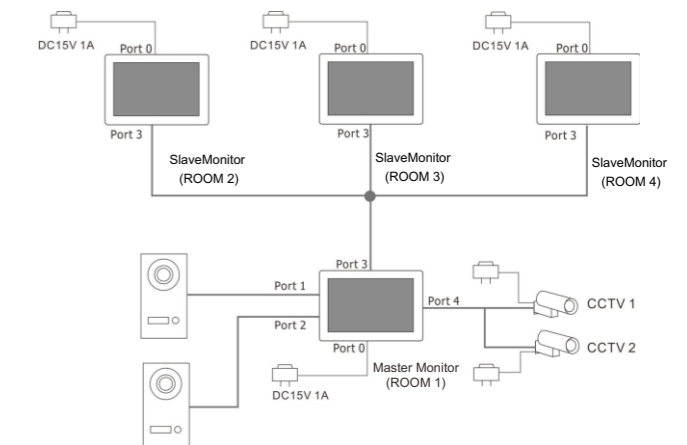 DC15V 1A
Port 0
DC15V 1A
Port 0
DC15V 1A
Port 0
Port 3
Port 3
Port 3
SlaveMonitor
(ROOM 2)
SlaveMonitor
(ROOM 3)
SlaveMonitor
(ROOM 4)
Port 3
Port 1
Port 2
Port 4
Port 0
CCTV 1
CCTV 2
Master Monitor
(ROOM 1)
DC15V 1A